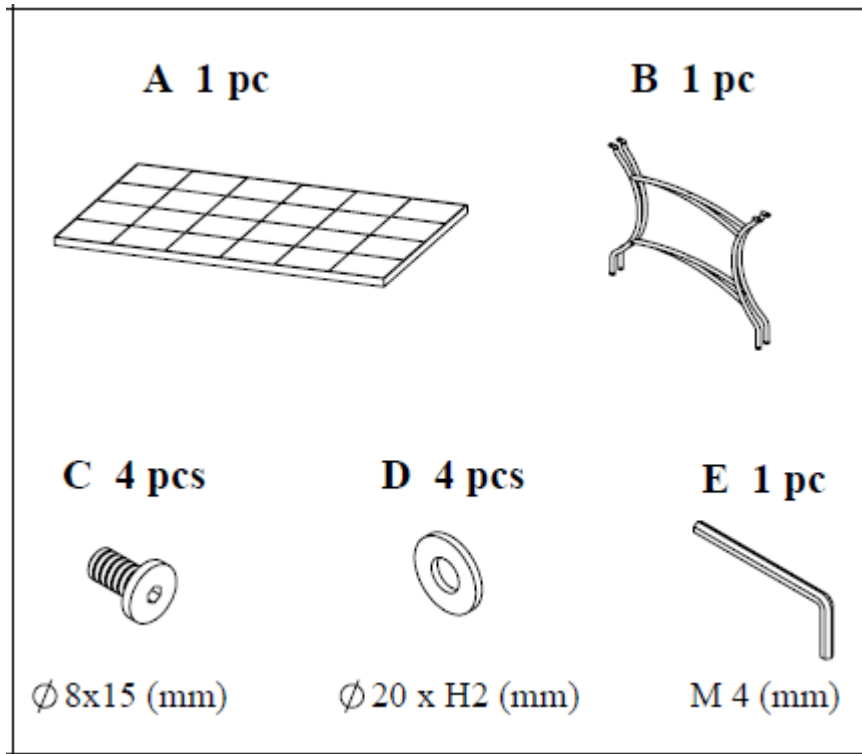 A 1 pc
B 1 pc
C 4 pcs
D 4 pcs
E 1 pc
∅ 8x15 (mm)
∅ 20 x H2 (mm)
M 4 (mm)